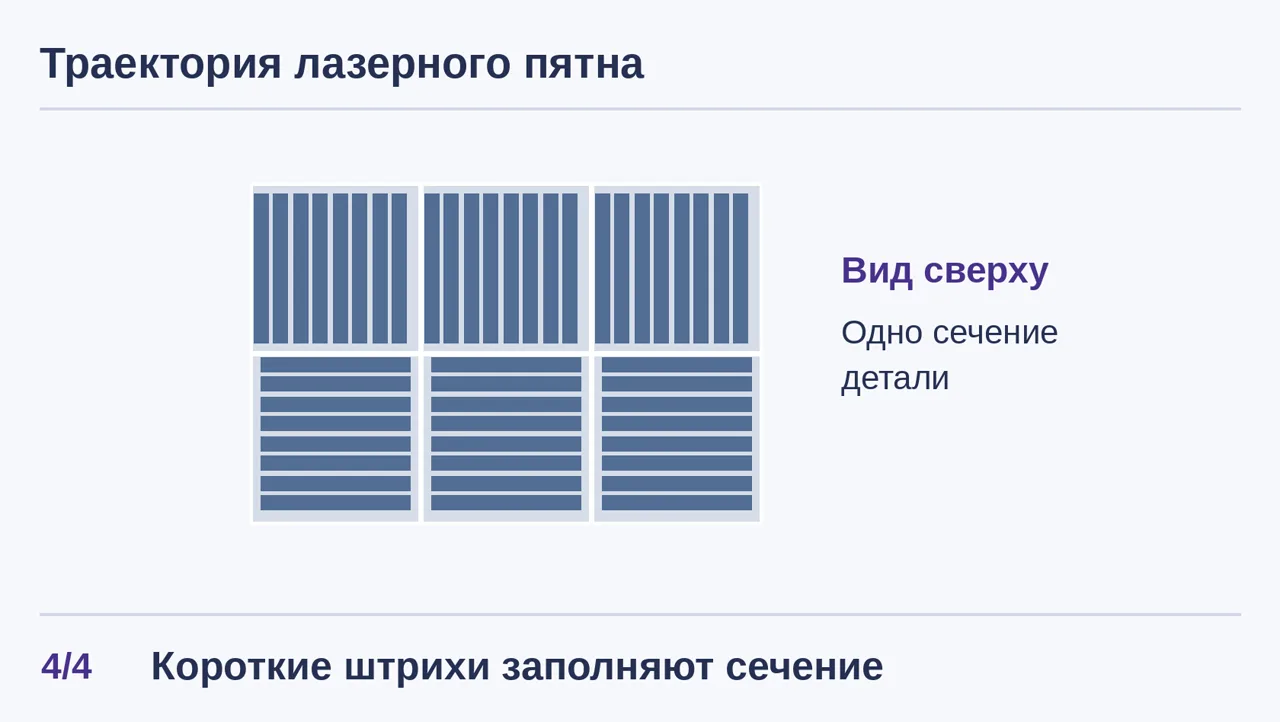 Траектория лазерного пятна
Вид сверху
Одно сечение
детали
4/4 Короткие штрихи заполняют сечение